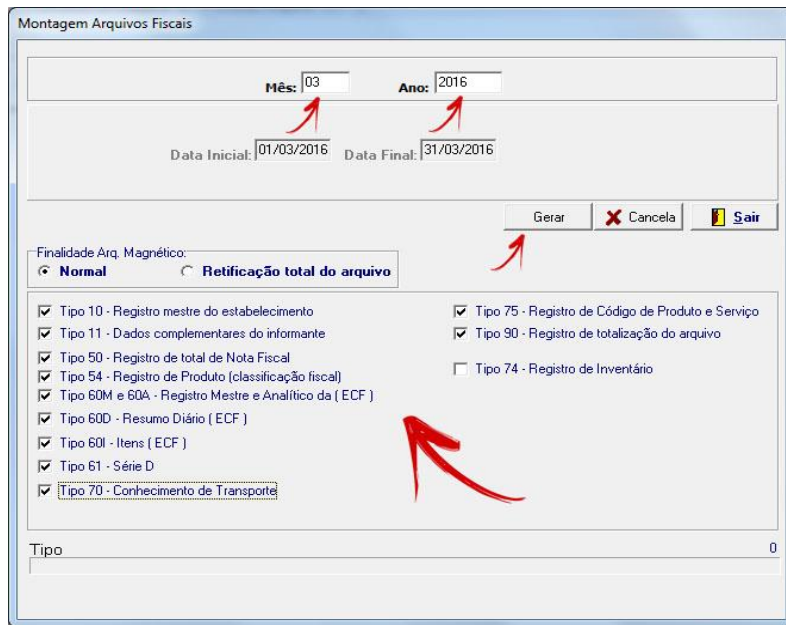 Montagem Arquivos Fiscais
Mês: 03 Ano: 2016
Data Inicial: 01/03/2016 Data Final: 31/03/2016
Gerar Cancela Sair
Finalidade Arq. Magnético:
Normal Retificação total do arquivo
Tipo 10 - Registro mestre do estabelecimento
Tipo 11 - Dados complementares do informante
Tipo 50 - Registro de total de Nota Fiscal
Tipo 54 - Registro de Produto (classificação fiscal)
Tipo 60M e 60A - Registro Mestre e Analítico da ( ECF )
Tipo 60D - Resumo Diário ( ECF )
Tipo 60I - Itens ( ECF )
Tipo 61 - Série D
Tipo 70 - Conhecimento de Transporte
Tipo 75 - Registro de Código de Produto e Serviço
Tipo 90 - Registro de totalização do arquivo
Tipo 74 - Registro de Inventário
Tipo 0